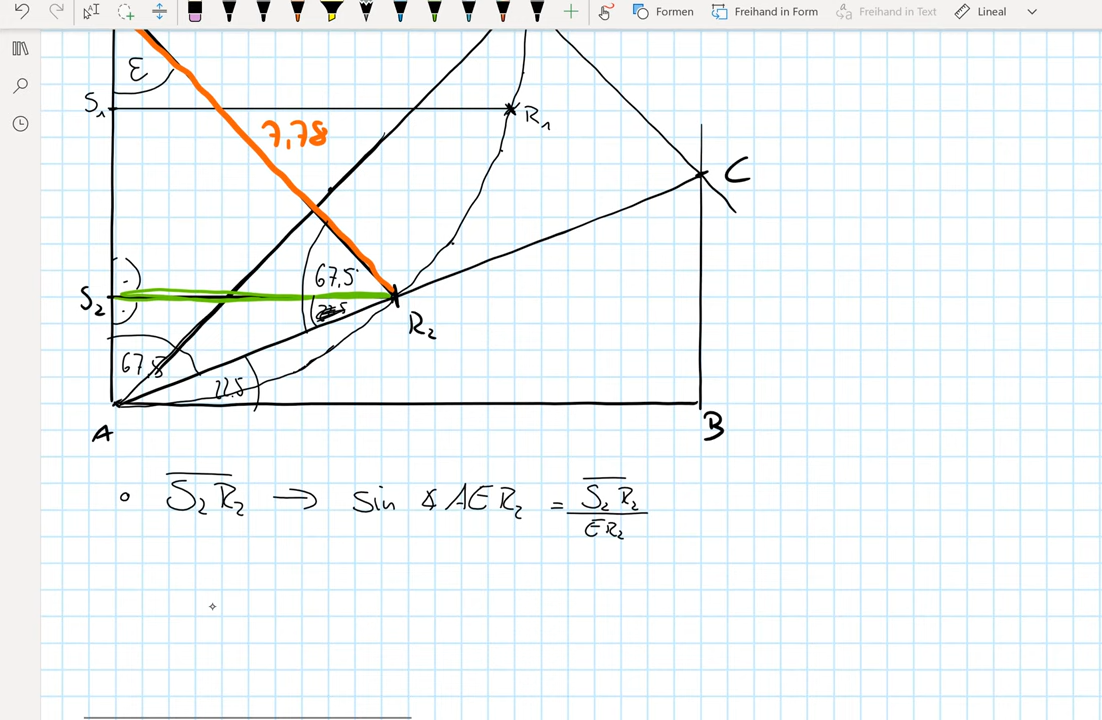 Formen Freihand in Form Freihand in Text Lineal
ε
S₁
R₁
7,78
C
67,5°
S₂
R₂
67,5
22,5
A
B
• S₂R₂ → sin ∢ AER₂ = S₂R₂ / ER₂